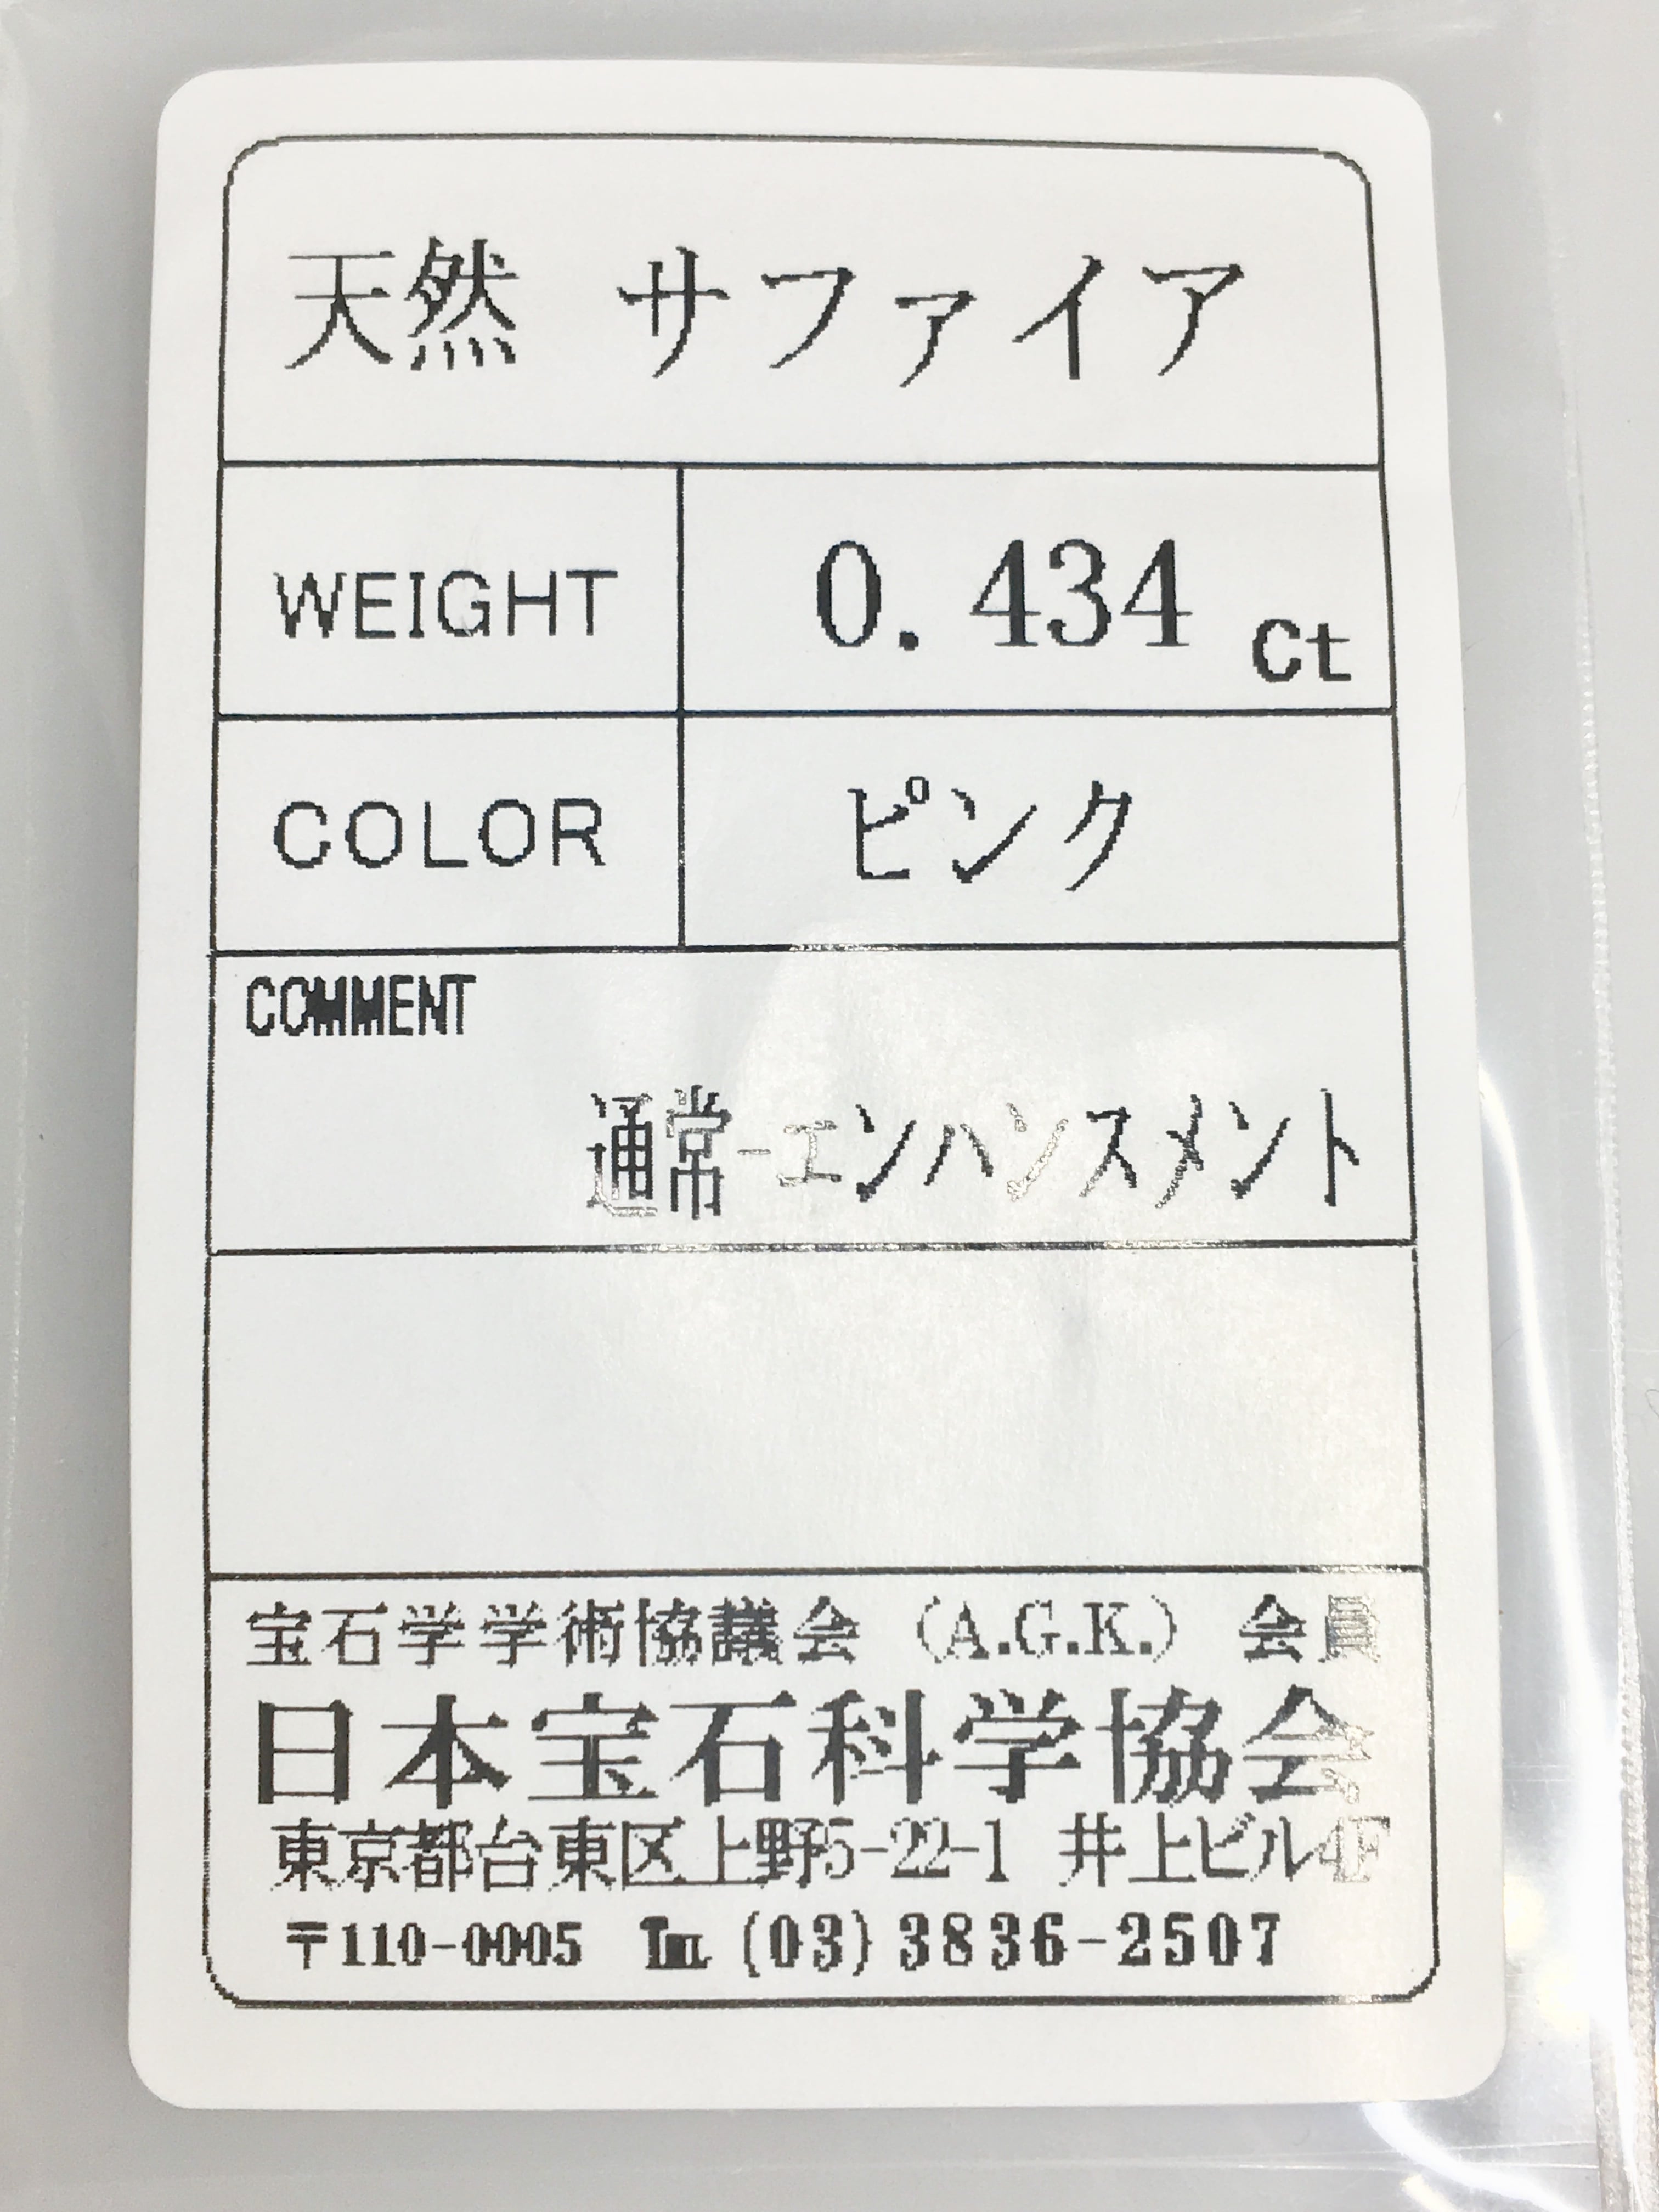 天然 サファイア
WEIGHT 0.434 Ct
COLOR ピンク
COMMENT
通常-エンハンスメント
宝石学学術協議会 (A.G.K.) 会員
日本宝石科学協会
東京都台東区上野5-22-1 井上ビル4F
〒110-0005 ℡ (03)3836-2507